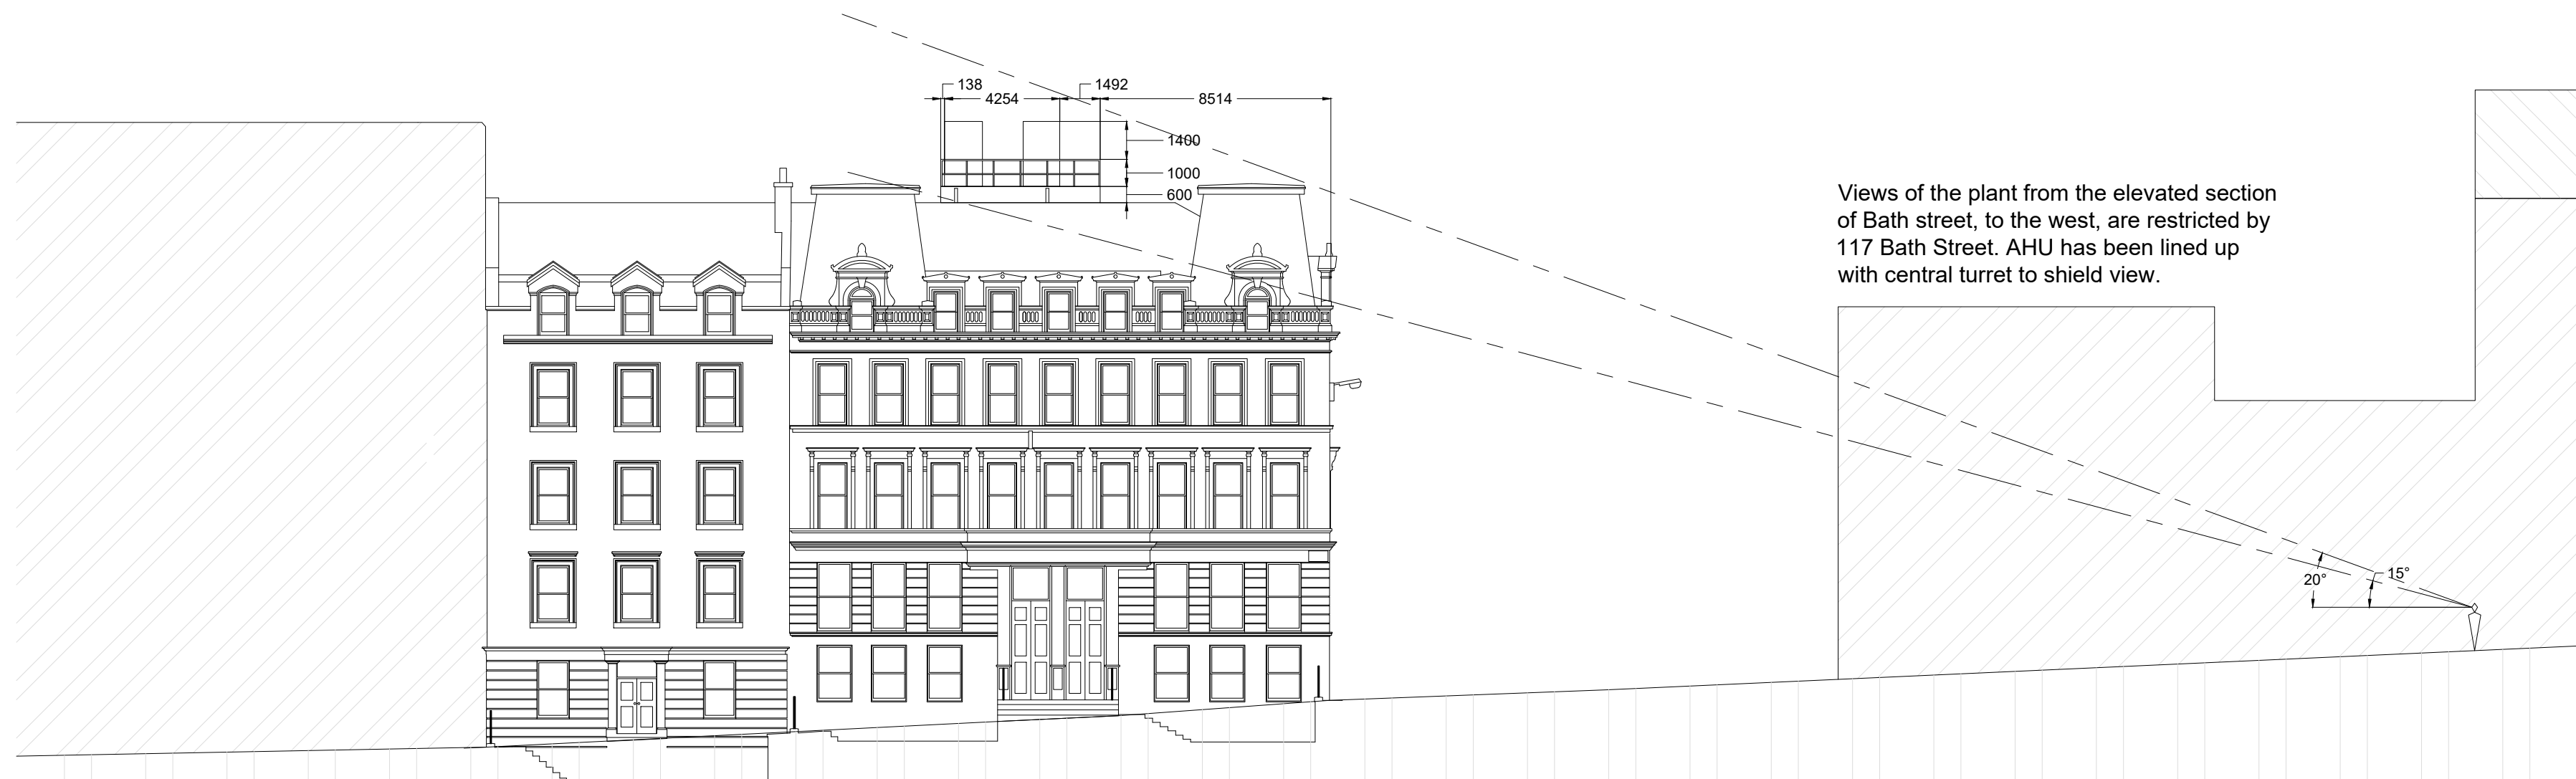 138
1492
4254
8514
1400
1000
600
Views of the plant from the elevated section
of Bath street, to the west, are restricted by
117 Bath Street. AHU has been lined up
with central turret to shield view.
20°
15°